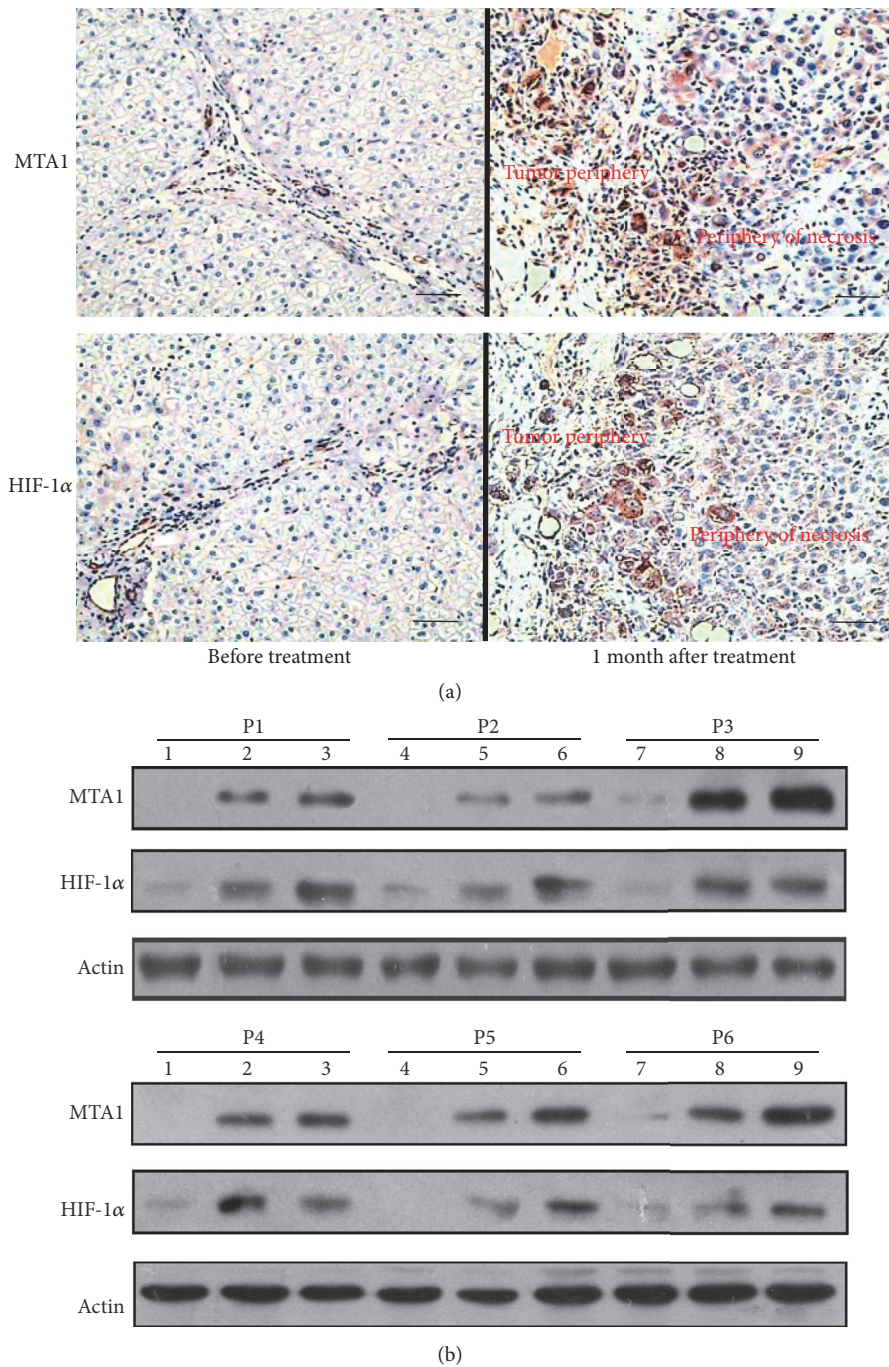 MTA1
Tumor periphery
Periphery of necrosis
HIF-1α
Tumor periphery
Periphery of necrosis
Before treatment
1 month after treatment
(a)
P1 P2 P3
1 2 3 4 5 6 7 8 9
MTA1
HIF-1α
Actin
P4 P5 P6
1 2 3 4 5 6 7 8 9
MTA1
HIF-1α
Actin
(b)